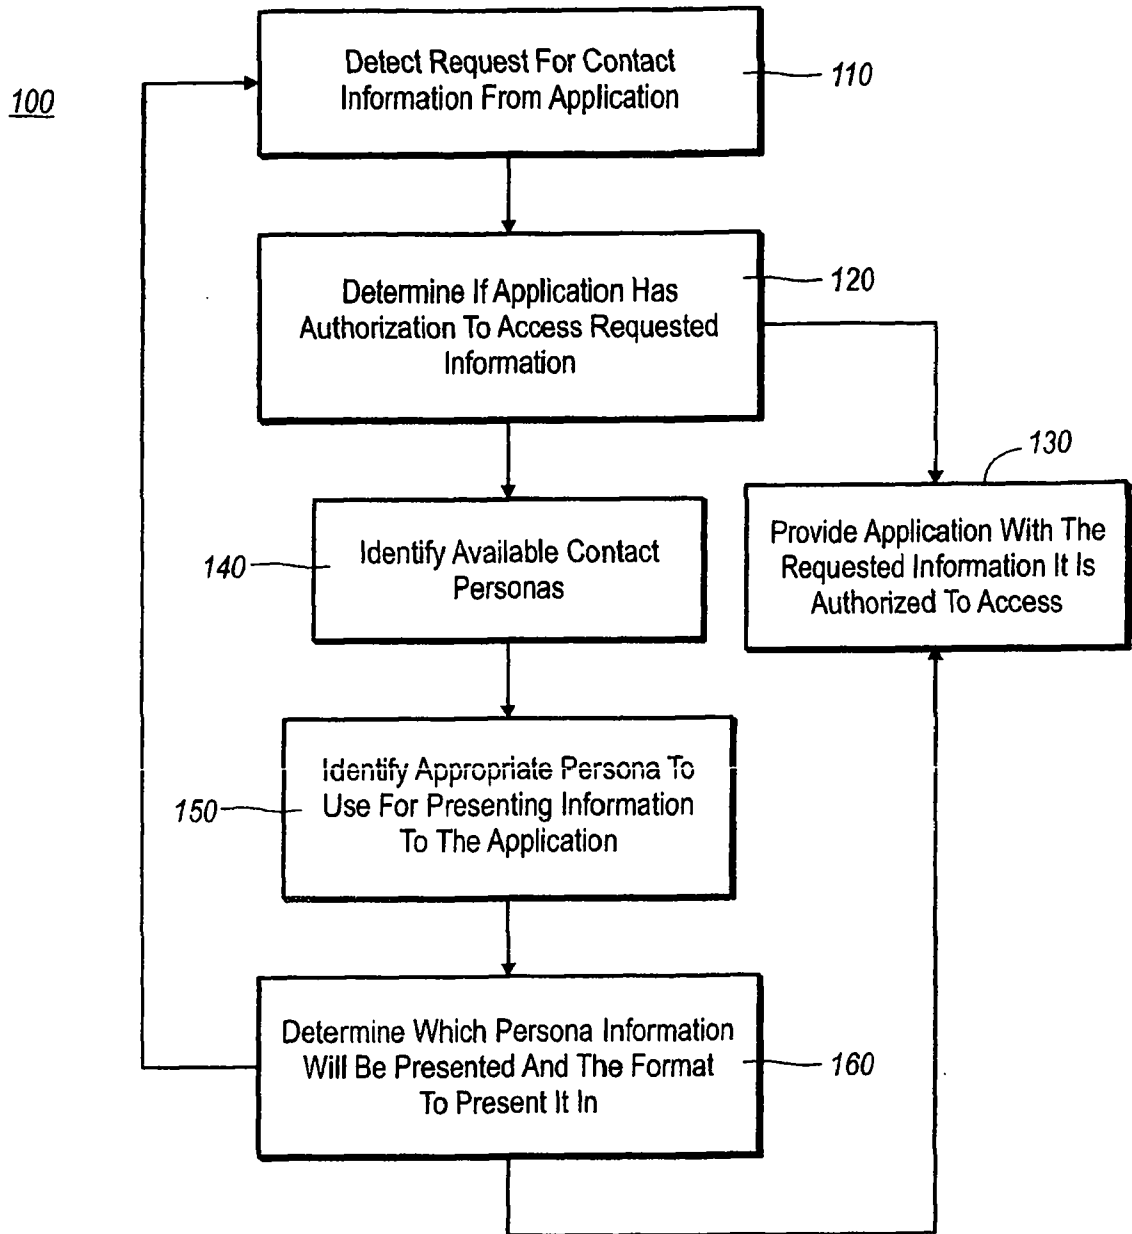 100
Detect Request For Contact
Information From Application
110
Determine If Application Has
Authorization To Access Requested
Information
120
130
Provide Application With The
Requested Information It Is
Authorized To Access
140
Identify Available Contact
Personas
150
Identify Appropriate Persona To
Use For Presenting Information
To The Application
Determine Which Persona Information
Will Be Presented And The Format
To Present It In
160